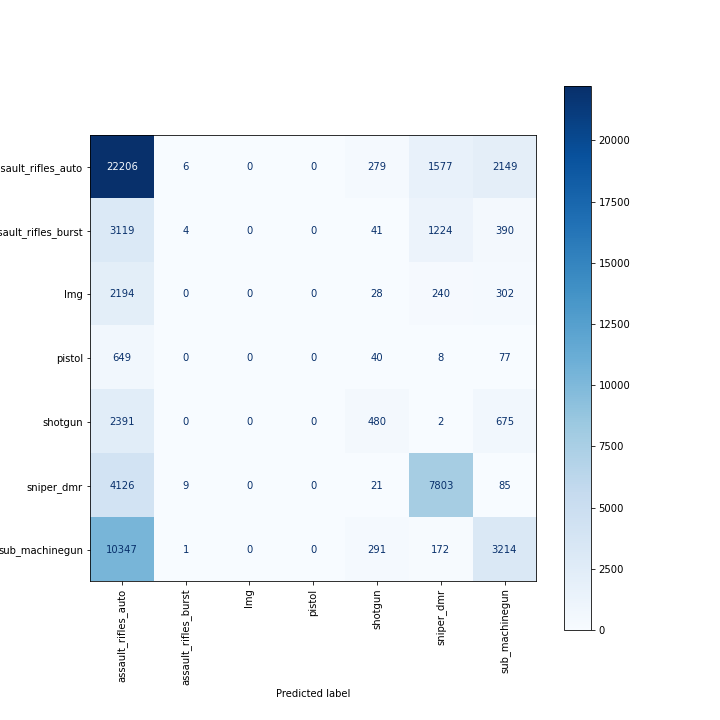 sault_rifles_auto 22206 6 0 0 279 1577 2149
sault_rifles_burst 3119 4 0 0 41 1224 390
lmg 2194 0 0 0 28 240 302
pistol 649 0 0 0 40 8 77
shotgun 2391 0 0 0 480 2 675
sniper_dmr 4126 9 0 0 21 7803 85
sub_machinegun 10347 1 0 0 291 172 3214
assault_rifles_auto
assault_rifles_burst
lmg
pistol
shotgun
sniper_dmr
sub_machinegun
Predicted label
20000
17500
15000
12500
10000
7500
5000
2500
0